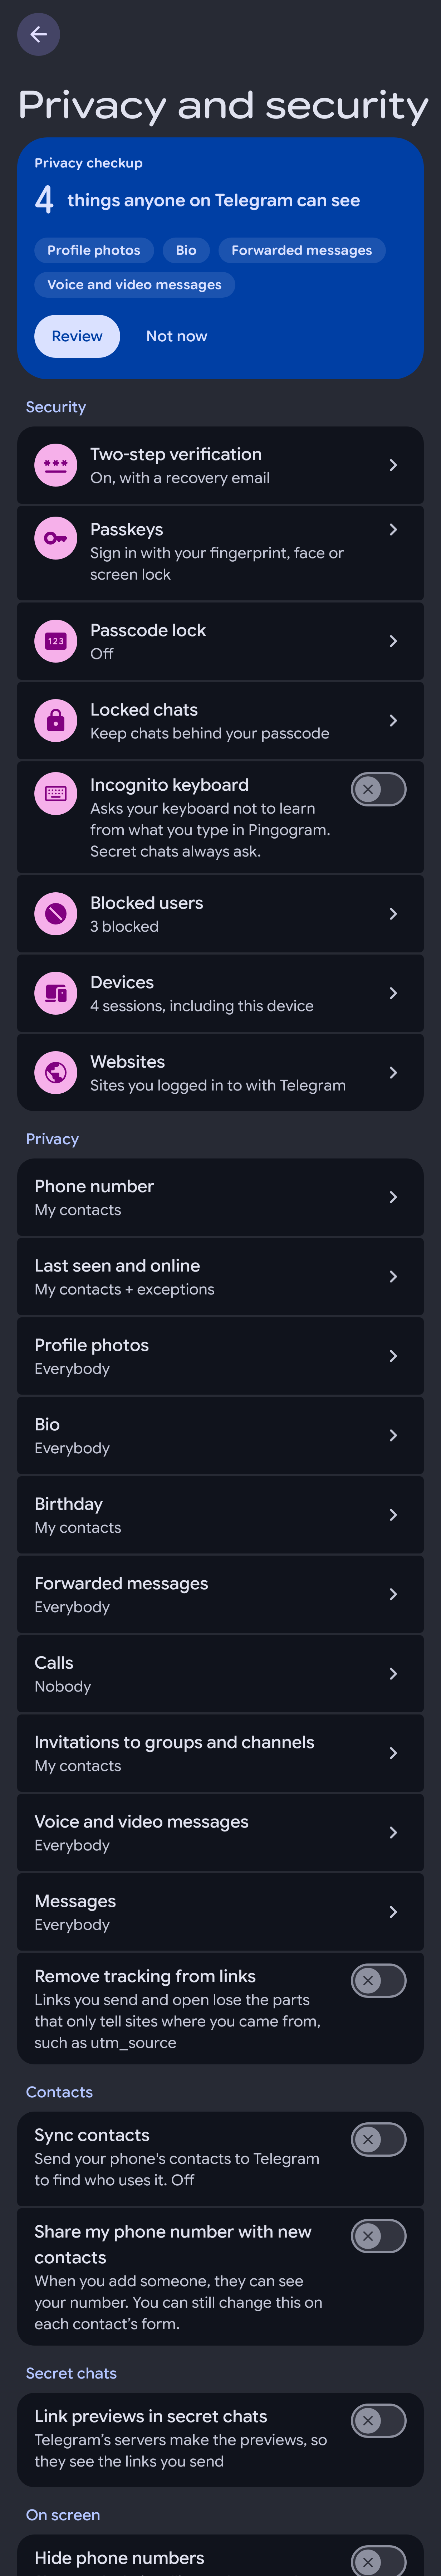 Privacy and security
Privacy checkup
4 things anyone on Telegram can see
Profile photos
Bio
Forwarded messages
Voice and video messages
Review
Not now
Security
Two-step verification
On, with a recovery email
Passkeys
Sign in with your fingerprint, face or
screen lock
123
Passcode lock
Off
Locked chats
Keep chats behind your passcode
Incognito keyboard
Asks your keyboard not to learn
from what you type in Pingogram.
Secret chats always ask.
Blocked users
3 blocked
Devices
4 sessions, including this device
Websites
Sites you logged in to with Telegram
Privacy
Phone number
My contacts
Last seen and online
My contacts + exceptions
Profile photos
Everybody
Bio
Everybody
Birthday
My contacts
Forwarded messages
Everybody
Calls
Nobody
Invitations to groups and channels
My contacts
Voice and video messages
Everybody
Messages
Everybody
Remove tracking from links
Links you send and open lose the parts
that only tell sites where you came from,
such as utm_source
Contacts
Sync contacts
Send your phone's contacts to Telegram
to find who uses it. Off
Share my phone number with new
contacts
When you add someone, they can see
your number. You can still change this on
each contact’s form.
Secret chats
Link previews in secret chats
Telegram’s servers make the previews, so
they see the links you send
On screen
Hide phone numbers